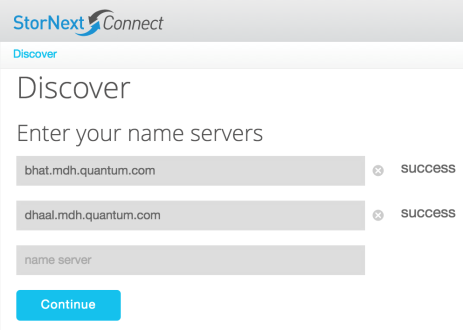 StorNext Connect
Discover
Discover
Enter your name servers
bhat.mdh.quantum.com success
dhaal.mdh.quantum.com success
name server
Continue